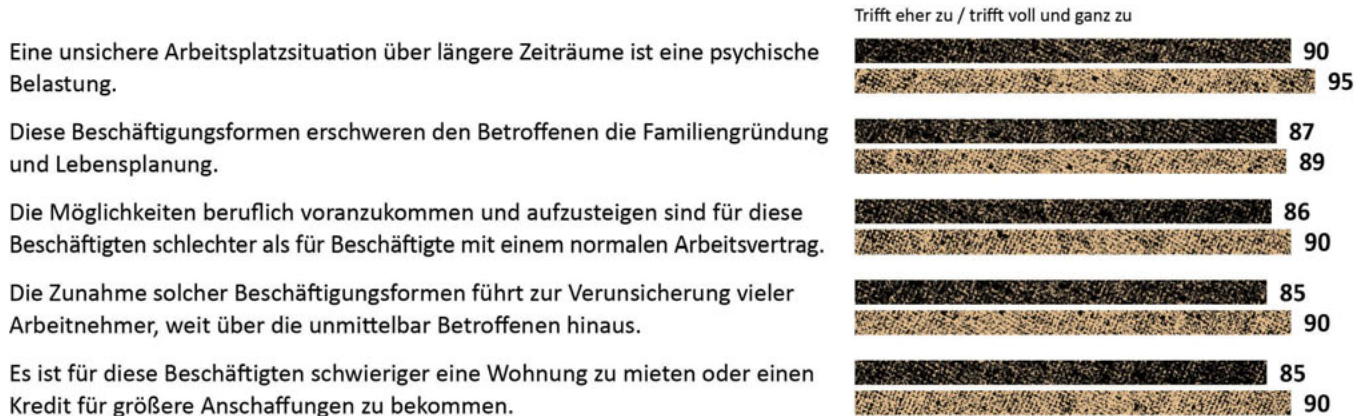 Trifft eher zu / trifft voll und ganz zu
Eine unsichere Arbeitsplatzsituation über längere Zeiträume ist eine psychische
Belastung.
90
95
Diese Beschäftigungsformen erschweren den Betroffenen die Familiengründung
und Lebensplanung.
87
89
Die Möglichkeiten beruflich voranzukommen und aufzusteigen sind für diese
Beschäftigten schlechter als für Beschäftigte mit einem normalen Arbeitsvertrag.
86
90
Die Zunahme solcher Beschäftigungsformen führt zur Verunsicherung vieler
Arbeitnehmer, weit über die unmittelbar Betroffenen hinaus.
85
90
Es ist für diese Beschäftigten schwieriger eine Wohnung zu mieten oder einen
Kredit für größere Anschaffungen zu bekommen.
85
90